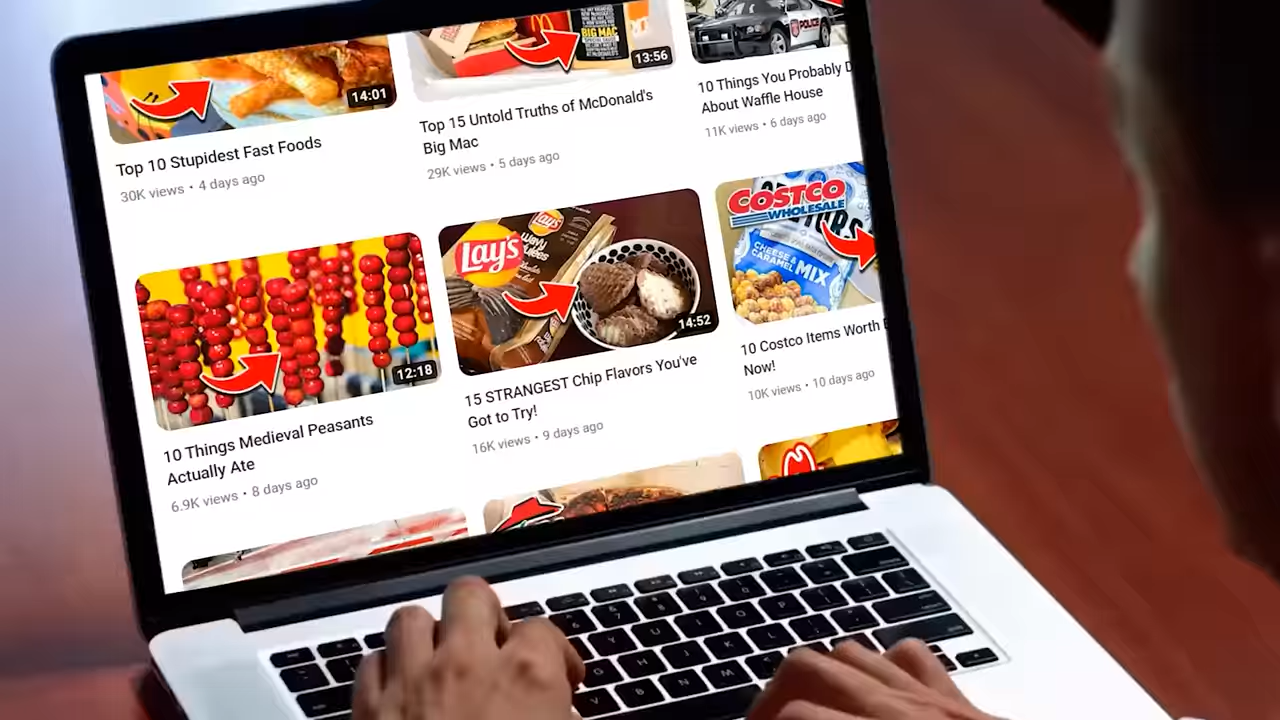 BIG MAC
POLICE
14:01
13:56
Top 10 Stupidest Fast Foods
30K views • 4 days ago
Top 15 Untold Truths of McDonald's
Big Mac
29K views • 5 days ago
10 Things You Probably D
About Waffle House
11K views • 6 days ago
12:18
10 Things Medieval Peasants
Actually Ate
6.9K views • 8 days ago
Lay's
Lay's
14:52
15 STRANGEST Chip Flavors You've
Got to Try!
16K views • 9 days ago
COSTCO
WHOLESALE
CHEESE &
CARAMEL MIX
10 Costco Items Worth
Now!
10K views • 10 days ago